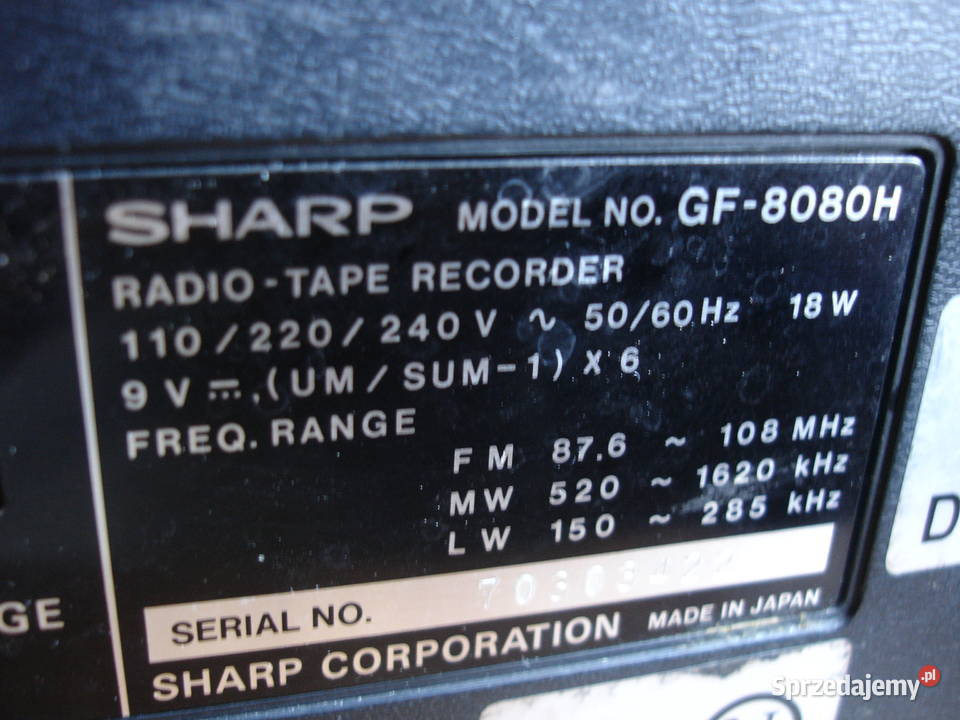 SHARP MODEL NO. GF-8080H
RADIO-TAPE RECORDER
110/220/240V ~ 50/60Hz 18W
9V ⎓,(UM/SUM-1) X 6
FREQ. RANGE
FM 87.6 ~ 108 MHz
MW 520 ~ 1620 kHz
LW 150 ~ 285 kHz
SERIAL NO.
SHARP CORPORATION MADE IN JAPAN
GE
D
Sprzedajemy.pl